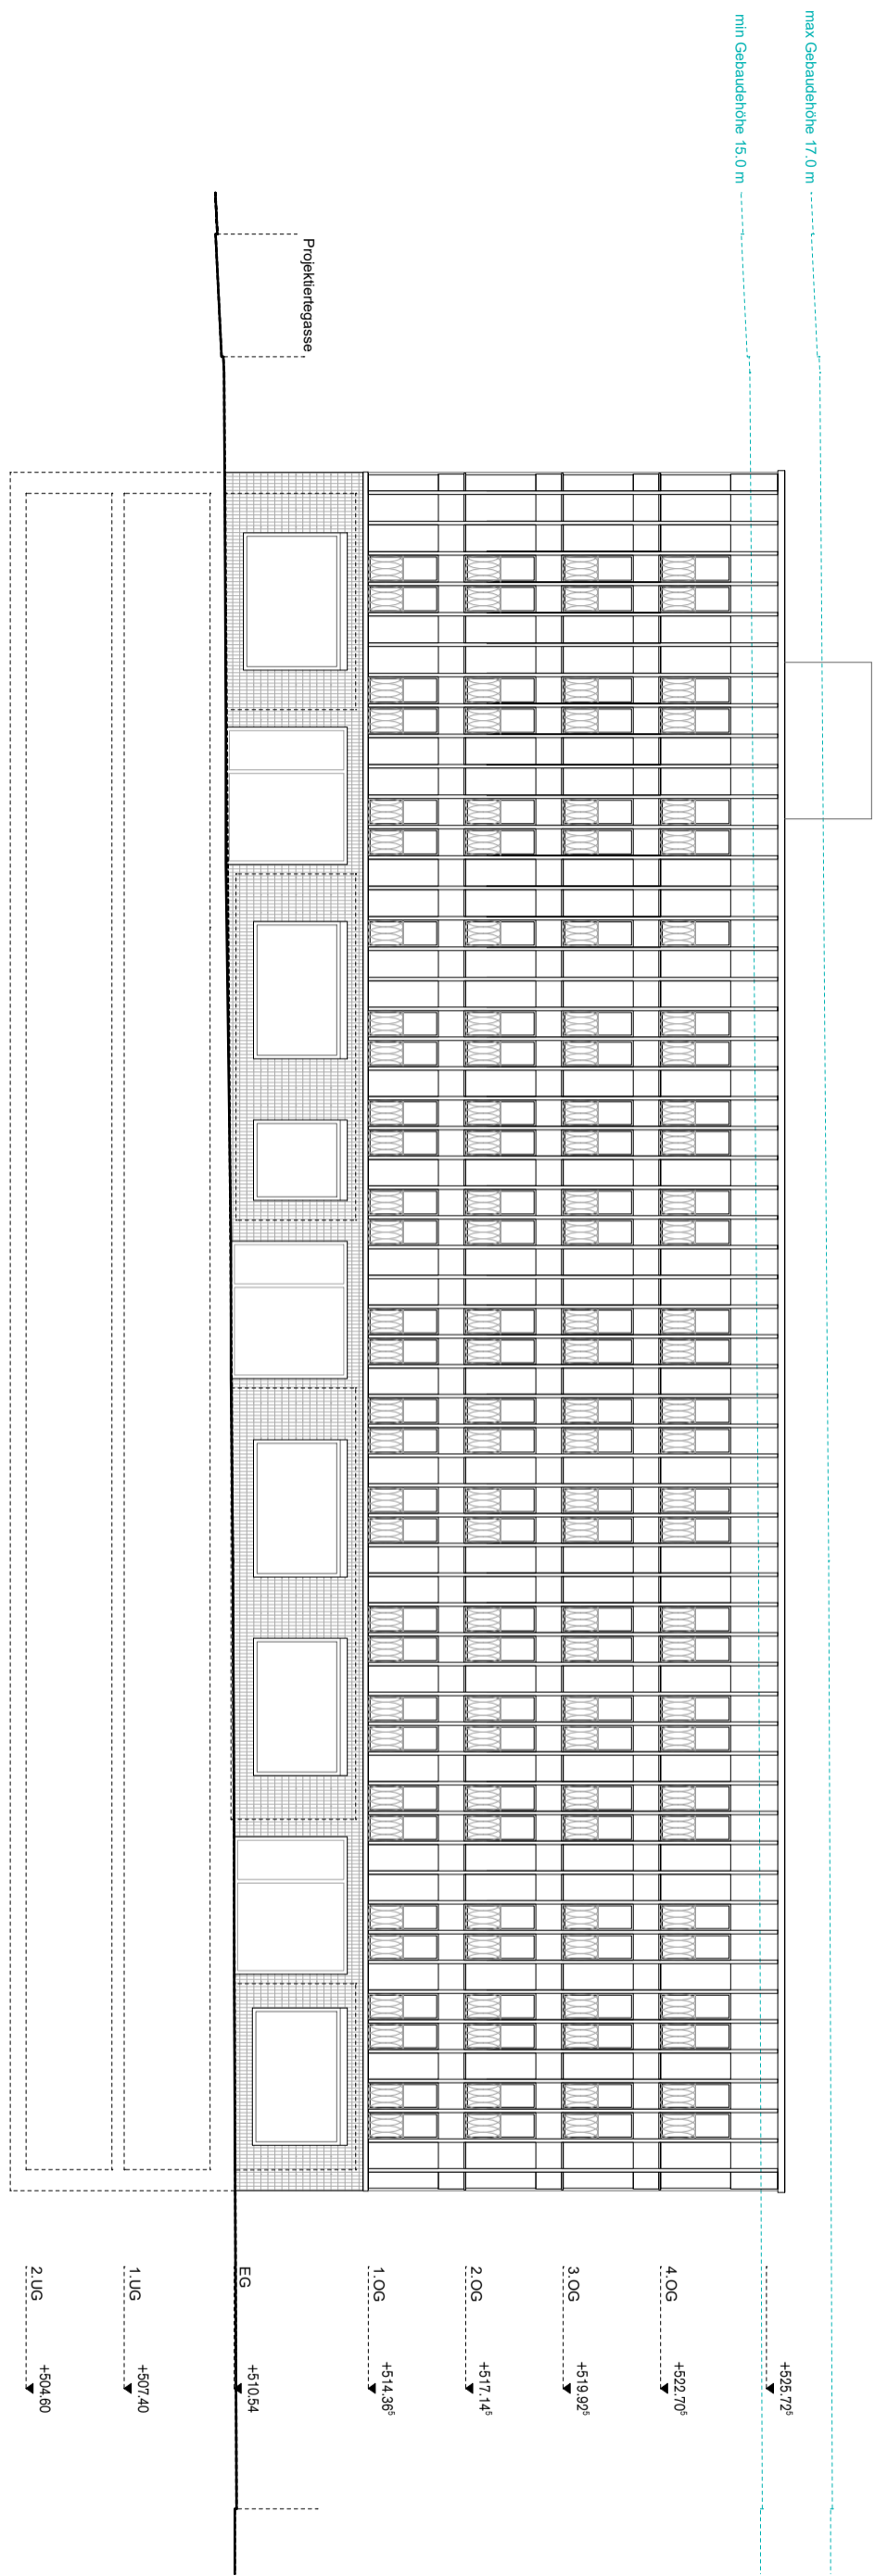 max Gebaudehöhe 17.0 m
min Gebaudehöhe 15.0 m
Projektiertegasse
+525.72⁵
4.OG +522.70⁵
3.OG +519.92⁵
2.OG +517.14⁵
1.OG +514.36⁵
EG +510.54
1.UG +507.40
2.UG +504.60